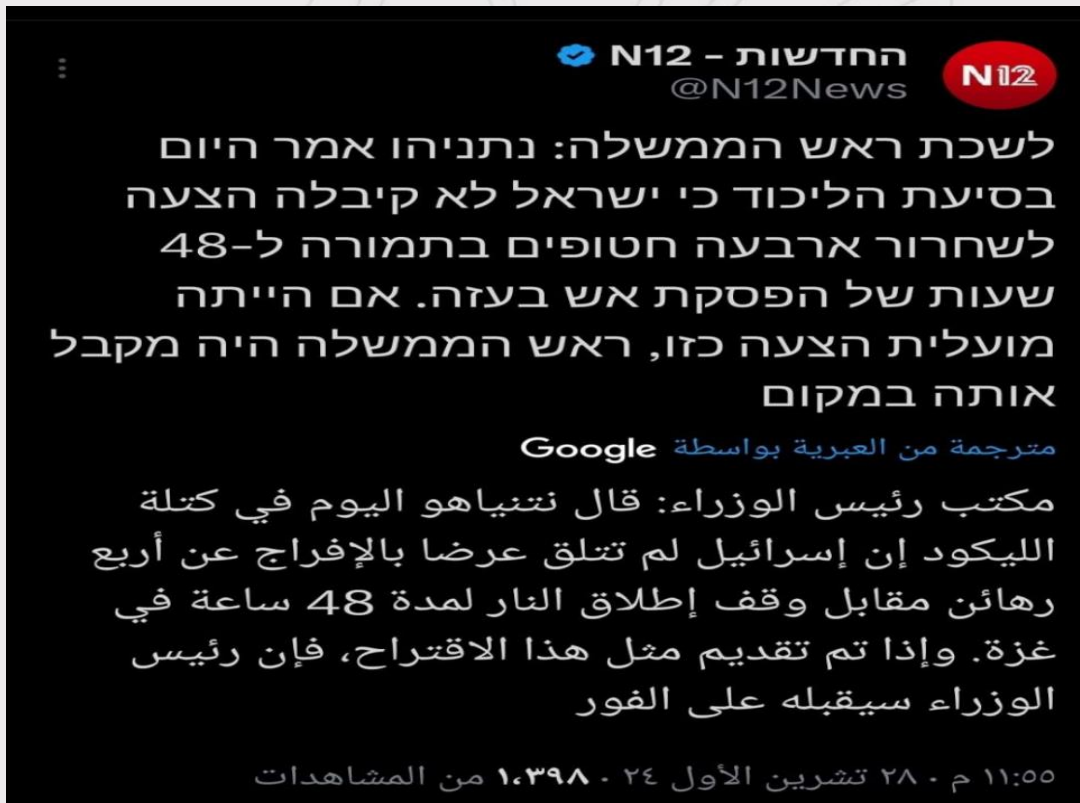 החדשות - N12
@N12News
N12
לשכת ראש הממשלה: נתניהו אמר היום
בסיעת הליכוד כי ישראל לא קיבלה הצעה
לשחרור ארבעה חטופים בתמורה ל-48
שעות של הפסקת אש בעזה. אם הייתה
מועלית הצעה כזו, ראש הממשלה היה מקבל
אותה במקום
مترجمة من العبرية بواسطة Google
مكتب رئيس الوزراء: قال نتنياهو اليوم في كتلة
الليكود إن إسرائيل لم تتلق عرضا بالإفراج عن أربع
رهائن مقابل وقف إطلاق النار لمدة 48 ساعة في
غزة. وإذا تم تقديم مثل هذا الاقتراح، فإن رئيس
الوزراء سيقبله على الفور
١١:٥٥ م · ٢٨ تشرين الأول ٢٤ · ١،٣٩٨ من المشاهدات